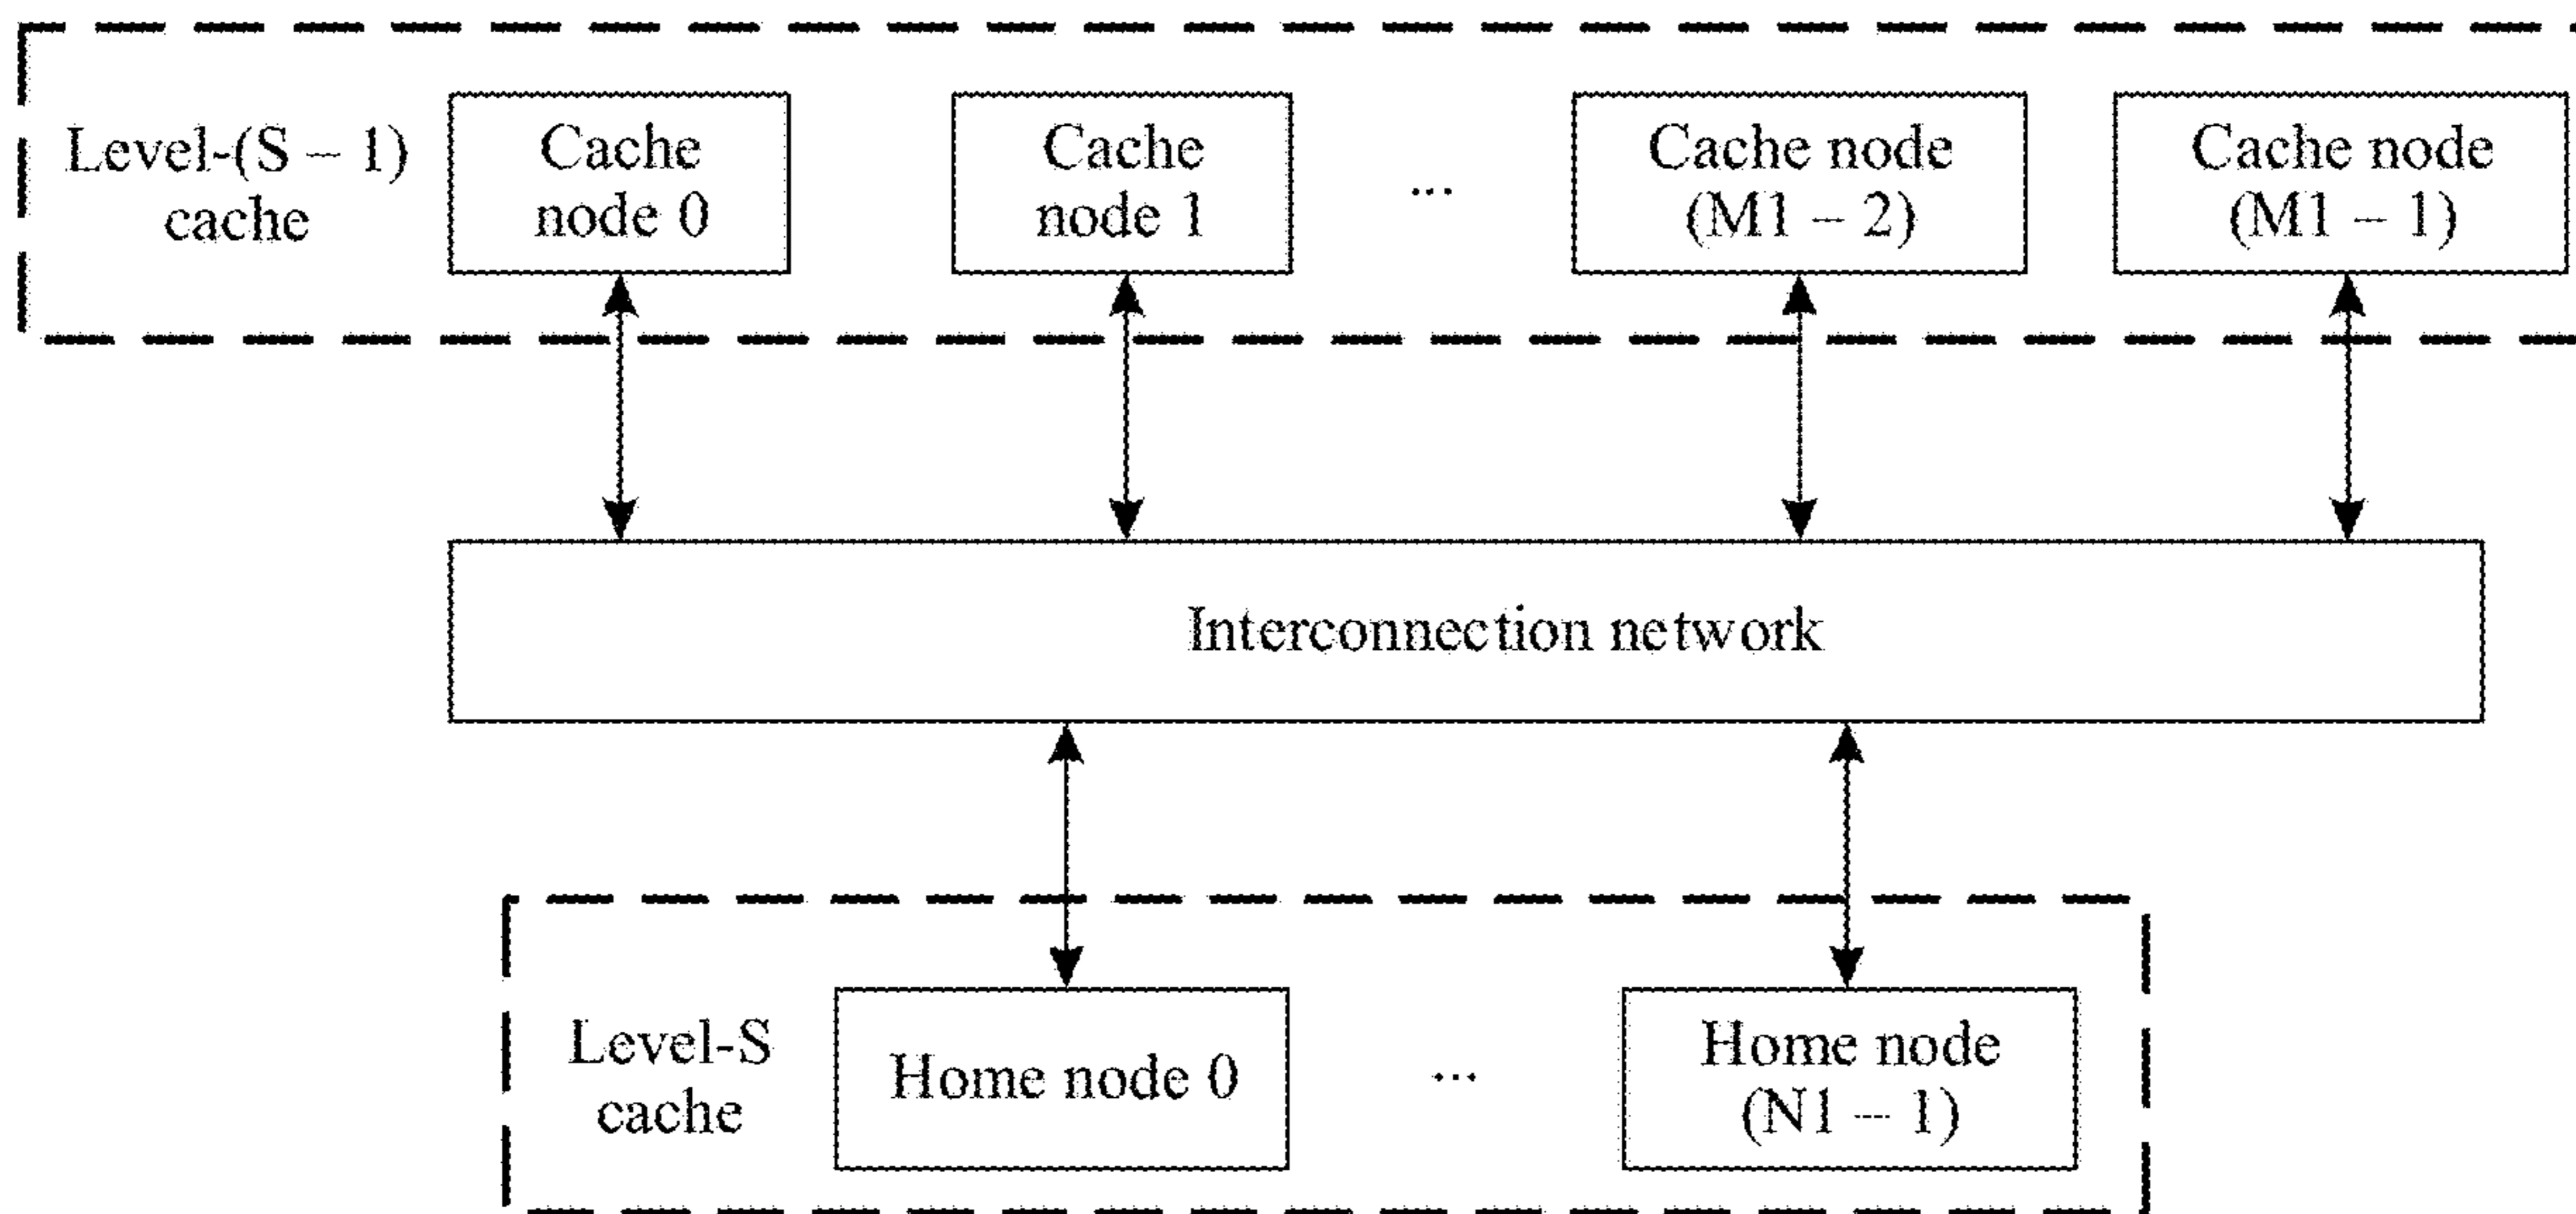 Level-(S – 1)
cache
Cache
node 0
Cache
node 1
...
Cache node
(M1 – 2)
Cache node
(M1 – 1)
Interconnection network
Level-S
cache
Home node 0
...
Home node
(N1 – 1)